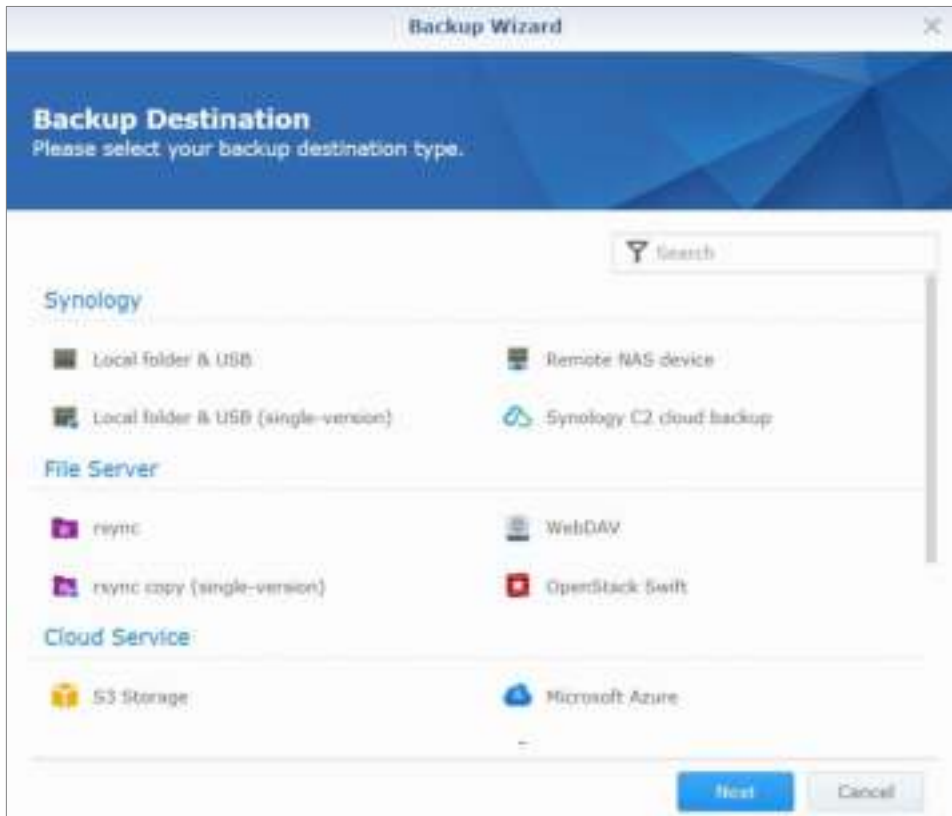 Backup Wizard
Backup Destination
Please select your backup destination type.
Search
Synology
Local folder & USB
Remote NAS device
Local folder & USB (single-version)
Synology C2 cloud backup
File Server
rsync
WebDAV
rsync copy (single-version)
OpenStack Swift
Cloud Service
S3 Storage
Microsoft Azure
Next
Cancel